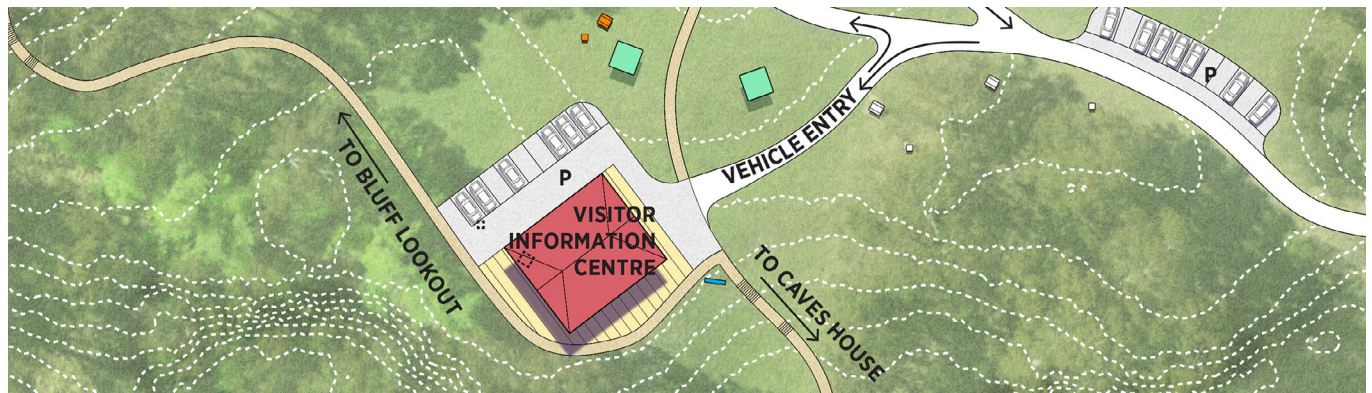 P
VEHICLE ENTRY
P
TO BLUFF LOOKOUT
VISITOR
INFORMATION
CENTRE
TO CAVES HOUSE